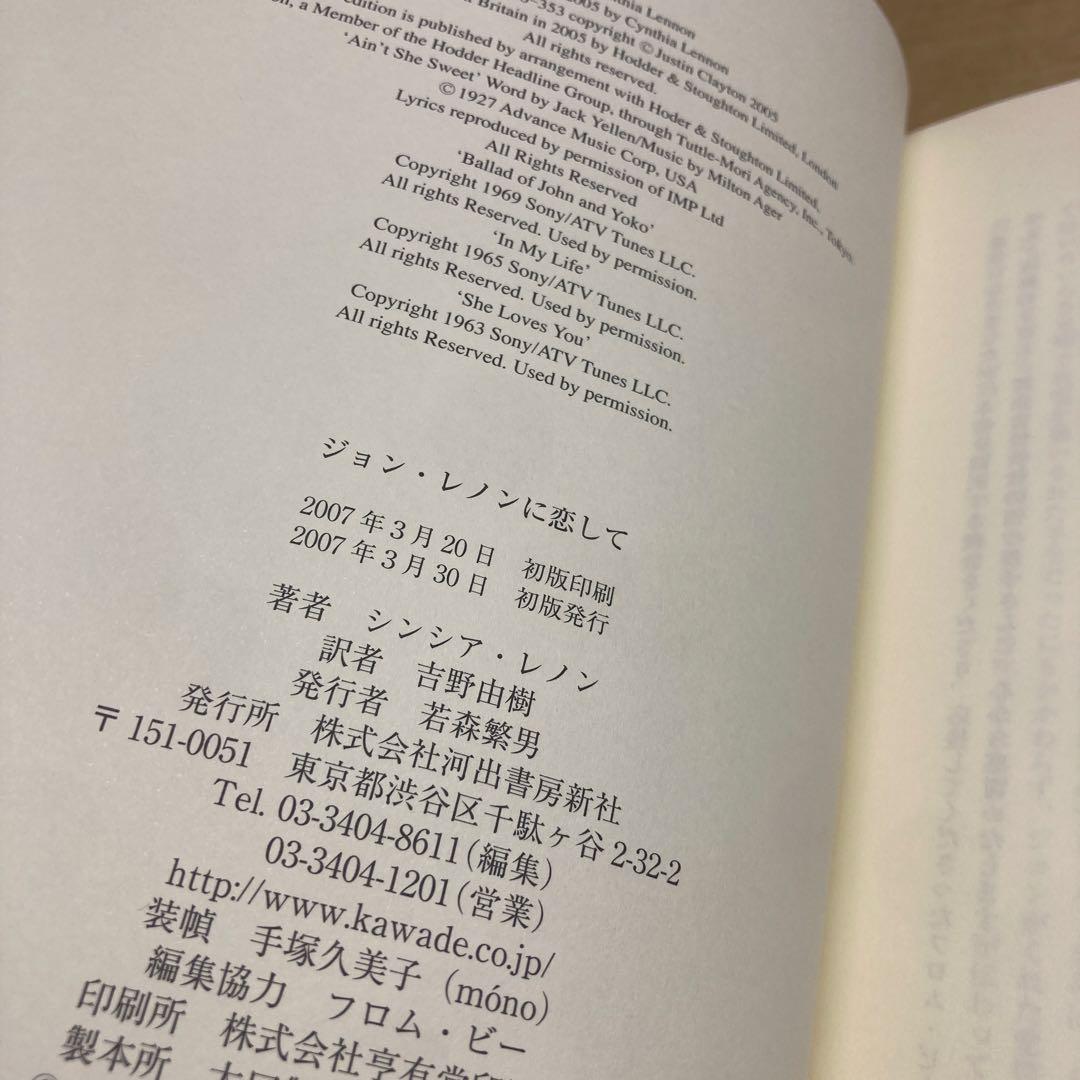 2005 by Cynthia Lennon
–353 copyright © Justin Clayton 2005
Britain in 2005 by Hodder & Stoughton Limited, London
All rights reserved.
edition is published by arrangement with Hoder & Stoughton Limited,
a Member of the Hodder Headline Group, through Tuttle-Mori Agency, Inc., Tokyo.
‘Ain’t She Sweet’ Word by Jack Yellen/Music by Milton Ager
© 1927 Advance Music Corp, USA
Lyrics reproduced by permission of IMP Ltd
All Rights Reserved
‘Ballad of John and Yoko’
Copyright 1969 Sony/ATV Tunes LLC.
All rights Reserved. Used by permission.
‘In My Life’
Copyright 1965 Sony/ATV Tunes LLC.
All rights Reserved. Used by permission.
‘She Loves You’
Copyright 1963 Sony/ATV Tunes LLC.
All rights Reserved. Used by permission.
ジョン・レノンに恋して
2007年3月20日 初版印刷
2007年3月30日 初版発行
著者 シンシア・レノン
訳者 吉野由樹
発行者 若森繁男
発行所 株式会社河出書房新社
〒151-0051 東京都渋谷区千駄ヶ谷2-32-2
Tel. 03-3404-8611(編集)
03-3404-1201(営業)
http://www.kawade.co.jp/
装幀 手塚久美子(móno)
編集協力 フロム・ビー
印刷所 株式会社亨有堂印
製本所